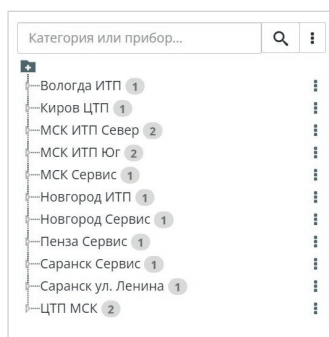 Категория или прибор...
Вологда ИТП 1
Киров ЦТП 1
МСК ИТП Север 2
МСК ИТП Юг 2
МСК Сервис 1
Новгород ИТП 1
Новгород Сервис 1
Пенза Сервис 1
Саранск Сервис 1
Саранск ул. Ленина 1
ЦТП МСК 2